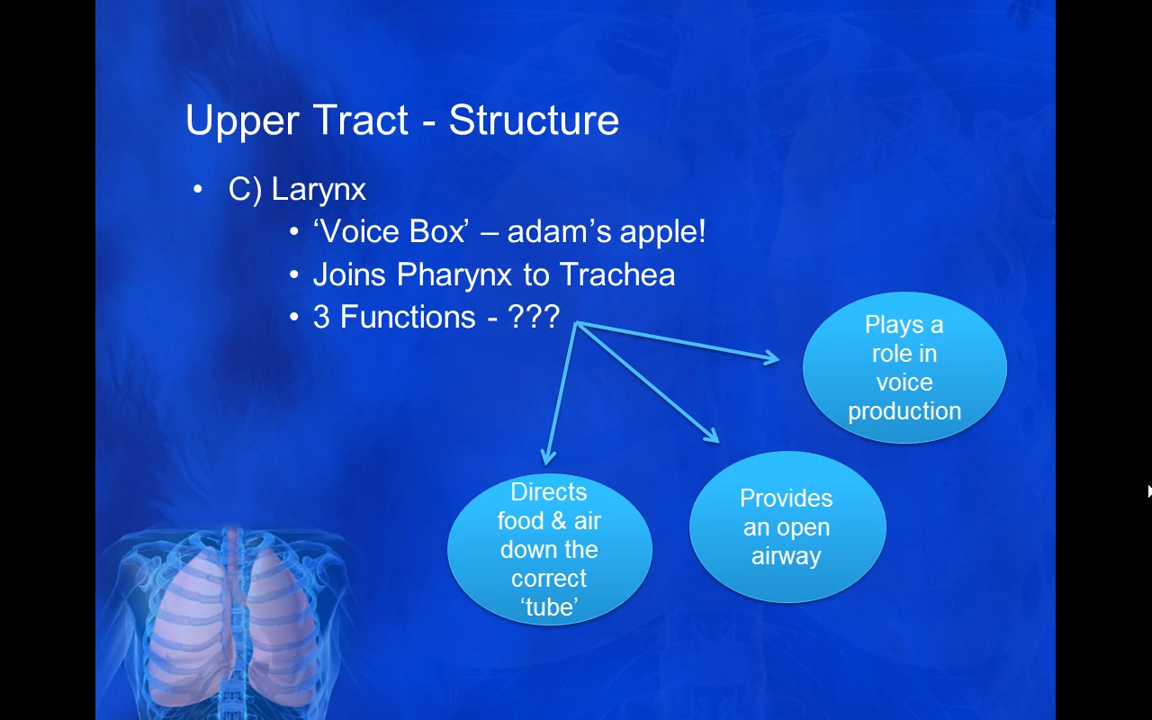 Upper Tract - Structure
• C) Larynx
• ‘Voice Box’ – adam’s apple!
• Joins Pharynx to Trachea
• 3 Functions - ???
Plays a
role in
voice
production
Directs
food & air
down the
correct
‘tube’
Provides
an open
airway